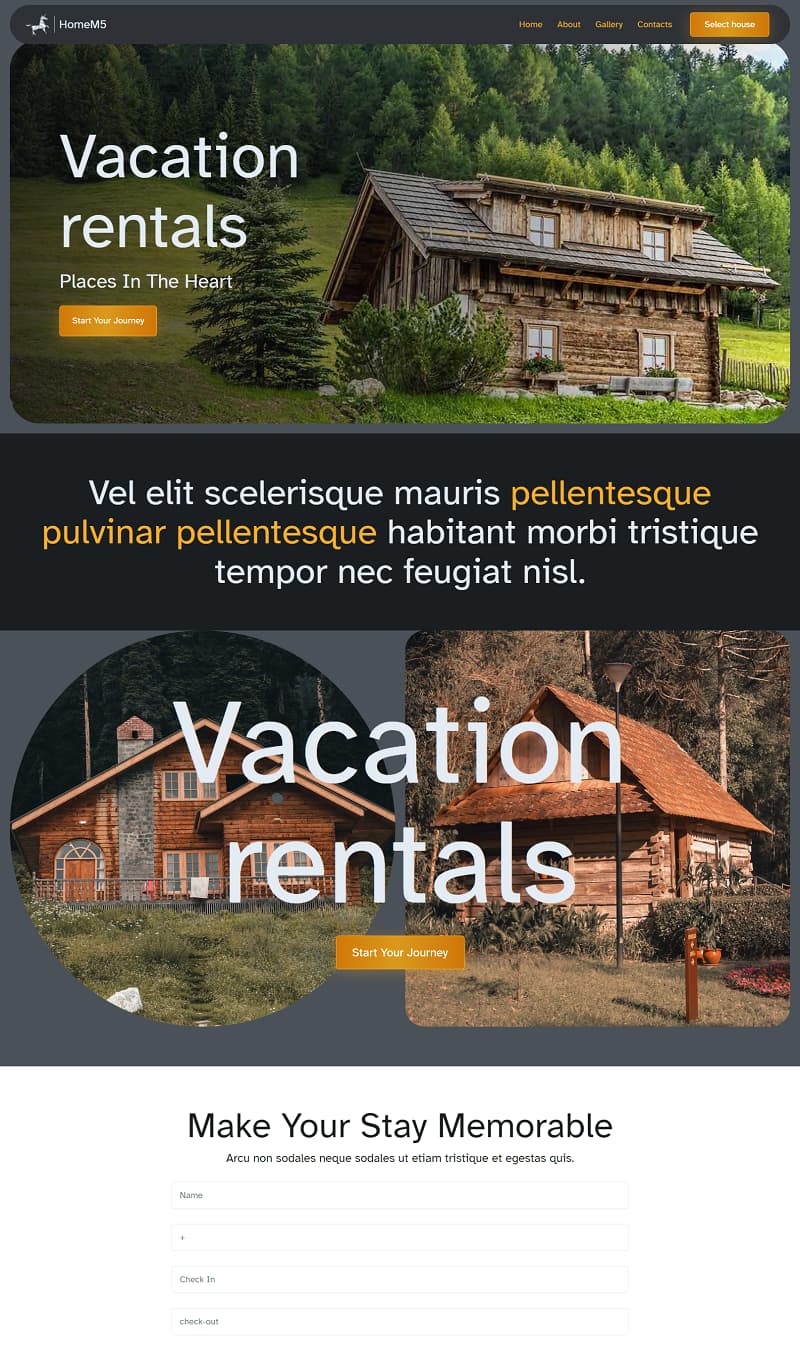 HomeM5
Home About Gallery Contacts Select house
Vacation
rentals
Places In The Heart
Start Your Journey
Vel elit scelerisque mauris pellentesque
pulvinar pellentesque habitant morbi tristique
tempor nec feugiat nisl.
Vacation
rentals
Start Your Journey
Make Your Stay Memorable
Arcu non sodales neque sodales ut etiam tristique et egestas quis.
Name
+
Check In
check-out